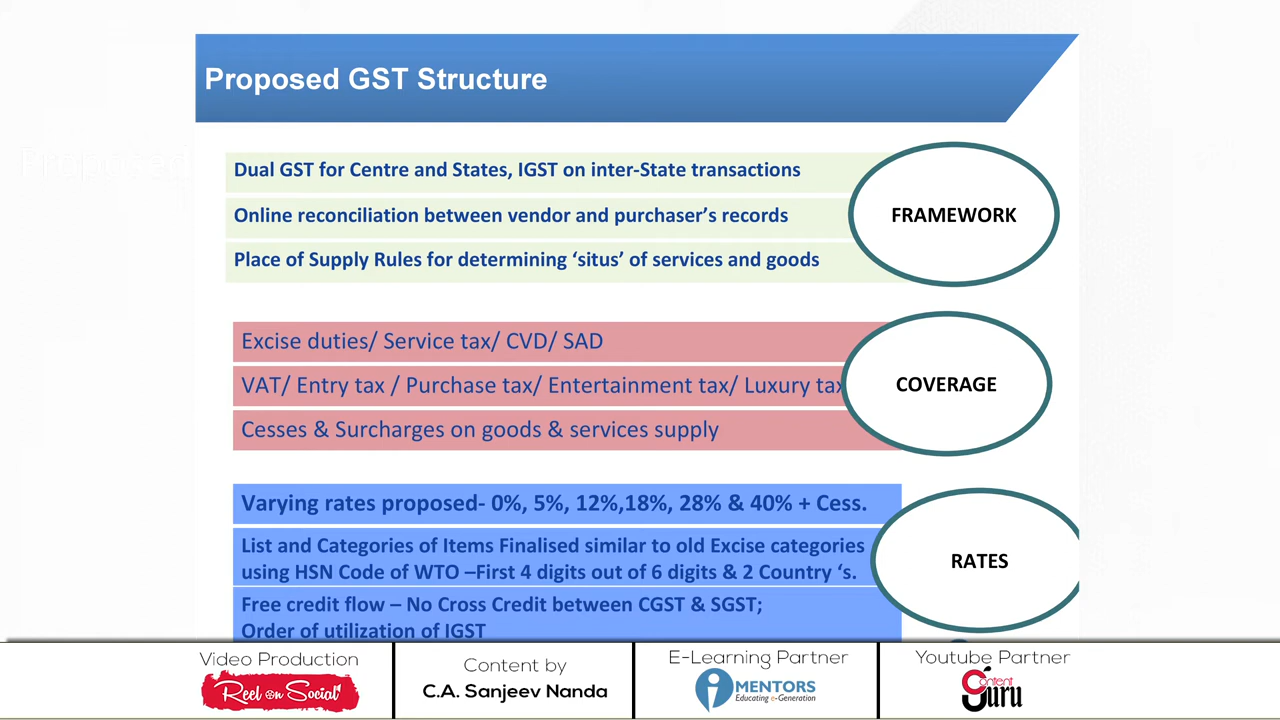 Proposed GST Structure
Proposed
Dual GST for Centre and States, IGST on inter-State transactions
Online reconciliation between vendor and purchaser’s records
Place of Supply Rules for determining ‘situs’ of services and goods
FRAMEWORK
Excise duties/ Service tax/ CVD/ SAD
VAT/ Entry tax / Purchase tax/ Entertainment tax/ Luxury tax
Cesses & Surcharges on goods & services supply
COVERAGE
Varying rates proposed- 0%, 5%, 12%,18%, 28% & 40% + Cess.
List and Categories of Items Finalised similar to old Excise categories
using HSN Code of WTO –First 4 digits out of 6 digits & 2 Country ‘s.
Free credit flow – No Cross Credit between CGST & SGST;
Order of utilization of IGST
RATES
Video Production
Reel on Social
Content by
C.A. Sanjeev Nanda
E-Learning Partner
iMENTORS
Educating e-Generation
Youtube Partner
Content Guru